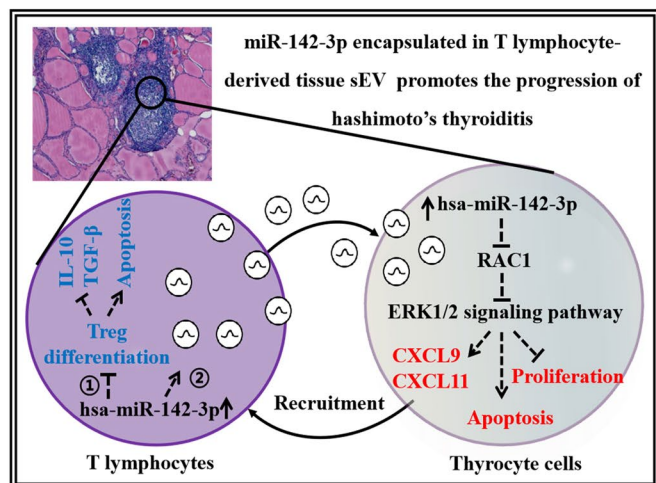 miR-142-3p encapsulated in T lymphocyte-
derived tissue sEV promotes the progression of
hashimoto's thyroiditis
IL-10
TGF-β
Apoptosis
Treg
differentiation
① ②
hsa-miR-142-3p
T lymphocytes
Recruitment
hsa-miR-142-3p
RAC1
ERK1/2 signaling pathway
CXCL9
CXCL11
Proliferation
Apoptosis
Thyrocyte cells